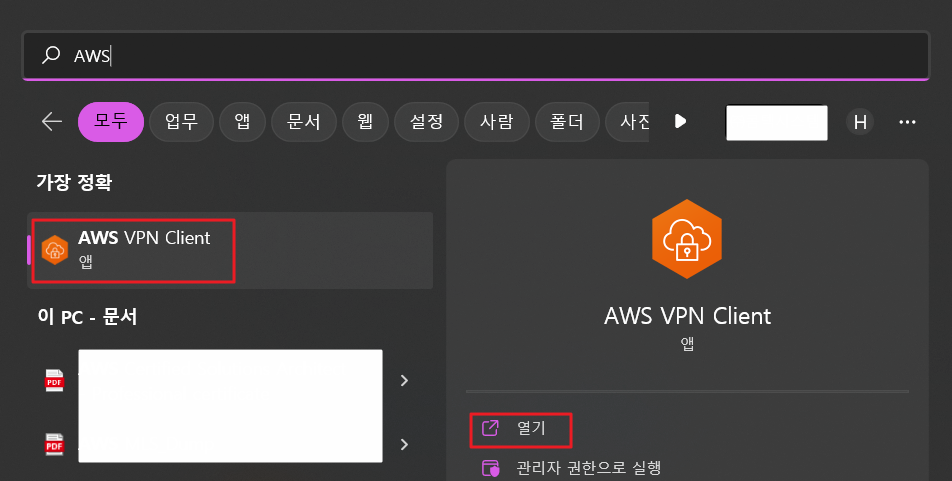 AWS
모두 업무 앱 문서 웹 설정 사람 폴더 사진 H
가장 정확
AWS VPN Client
앱
이 PC - 문서
PDF
PDF
AWS VPN Client
앱
열기
관리자 권한으로 실행